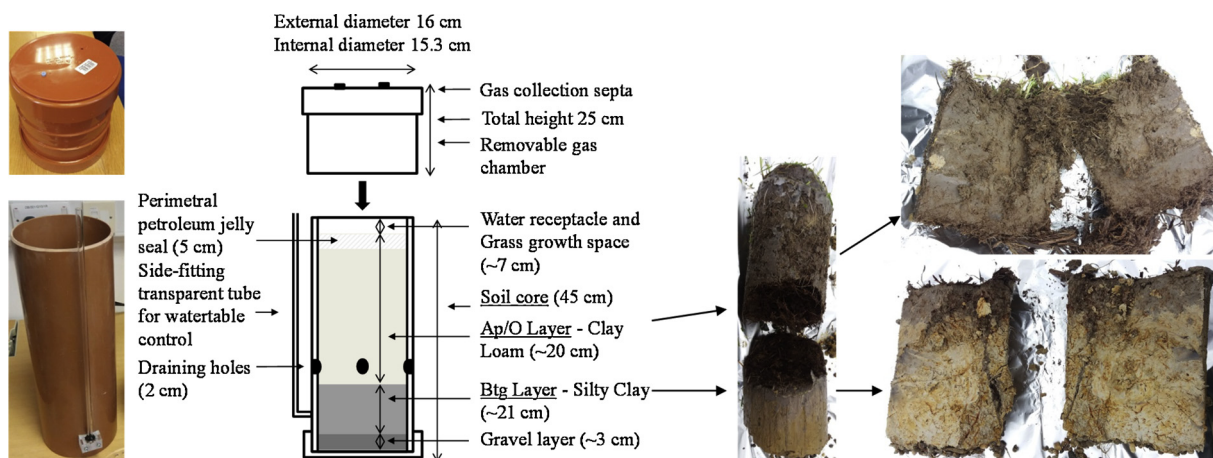 External diameter 16 cm
Internal diameter 15.3 cm
Gas collection septa
Total height 25 cm
Removable gas
chamber
Perimetral
petroleum jelly
seal (5 cm)
Side-fitting
transparent tube
for watertable
control
Draining holes
(2 cm)
Water receptacle and
Grass growth space
(~7 cm)
Soil core (45 cm)
Ap/O Layer - Clay
Loam (~20 cm)
Btg Layer - Silty Clay
(~21 cm)
Gravel layer (~3 cm)